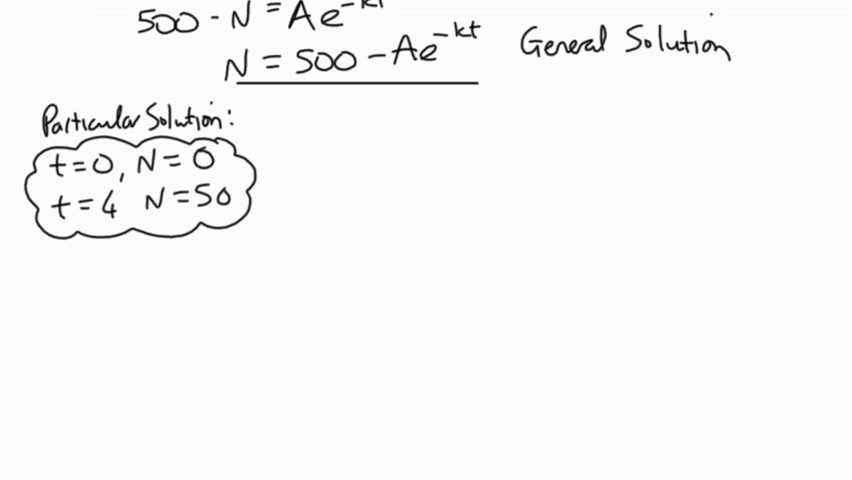 500 - N = Ae^{-kt}
N = 500 - Ae^{-kt} General Solution
Particular Solution:
t=0, N=0
t=4 N=50